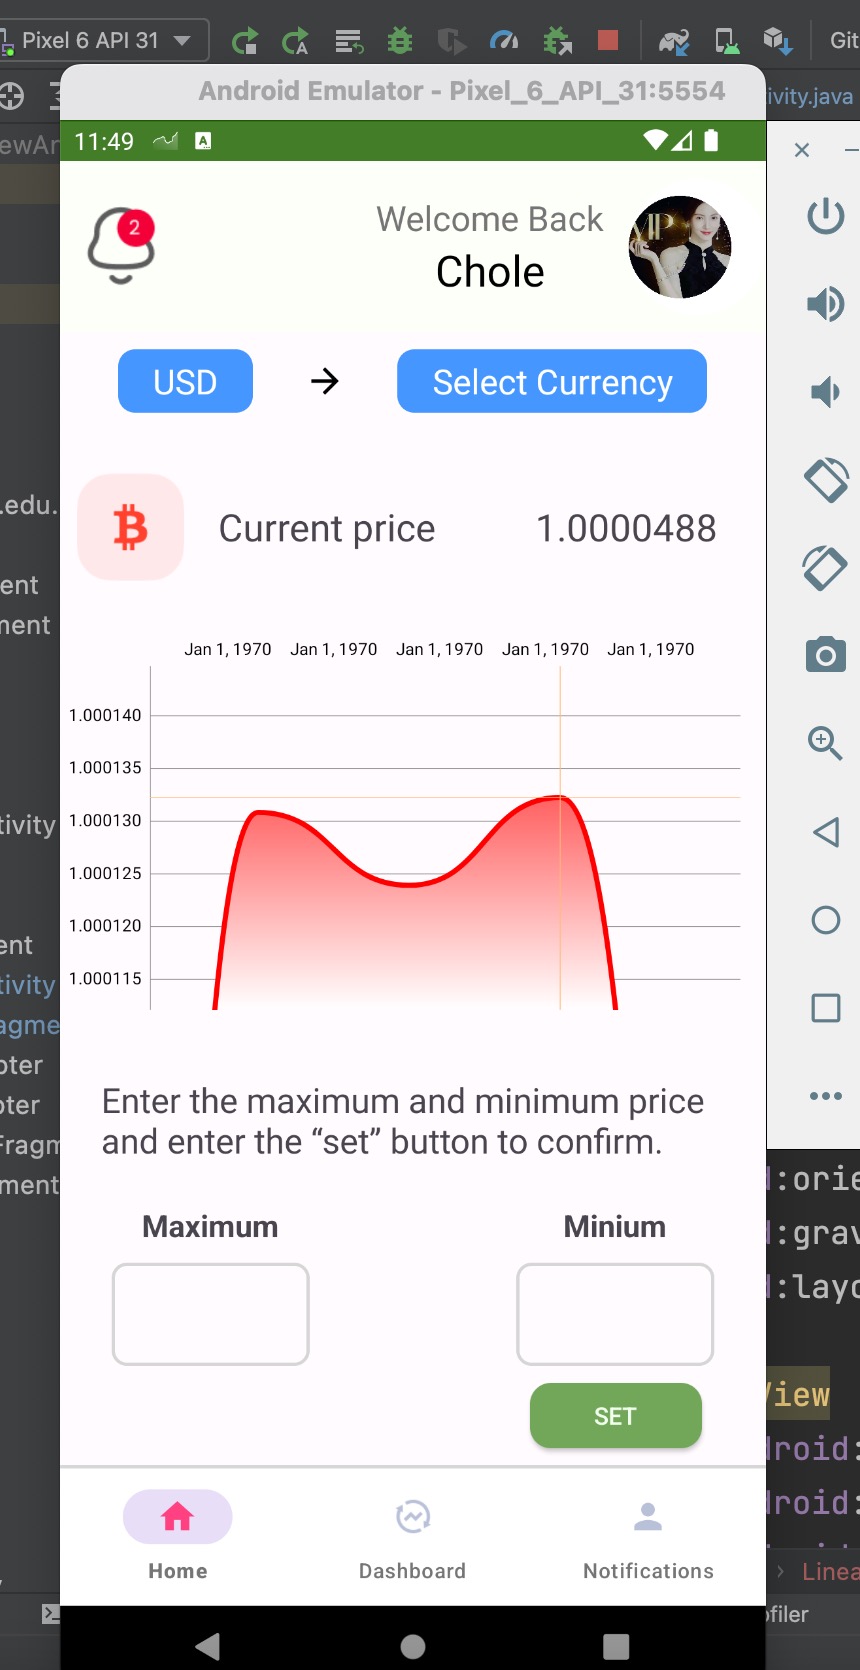 Pixel 6 API 31
Git
Android Emulator - Pixel_6_API_31:5554
ivity.java
ewAr
11:49
A
2
Welcome Back
VIP
Chole
USD
Select Currency
.edu.
Current price
1.0000488
ent
ment
Jan 1, 1970 Jan 1, 1970 Jan 1, 1970 Jan 1, 1970 Jan 1, 1970
1.000140
1.000135
1.000130
1.000125
1.000120
1.000115
tivity
ent
tivity
agme
pter
pter
Fragm
ment
Enter the maximum and minimum price
and enter the “set” button to confirm.
Maximum
Minium
SET
Home
Dashboard
Notifications
:orie
:grav
:layo
View
droid:
droid:
Linea
ofiler